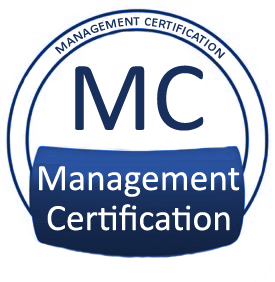 MANAGEMENT CERTIFICATION
MC
Management
Certification